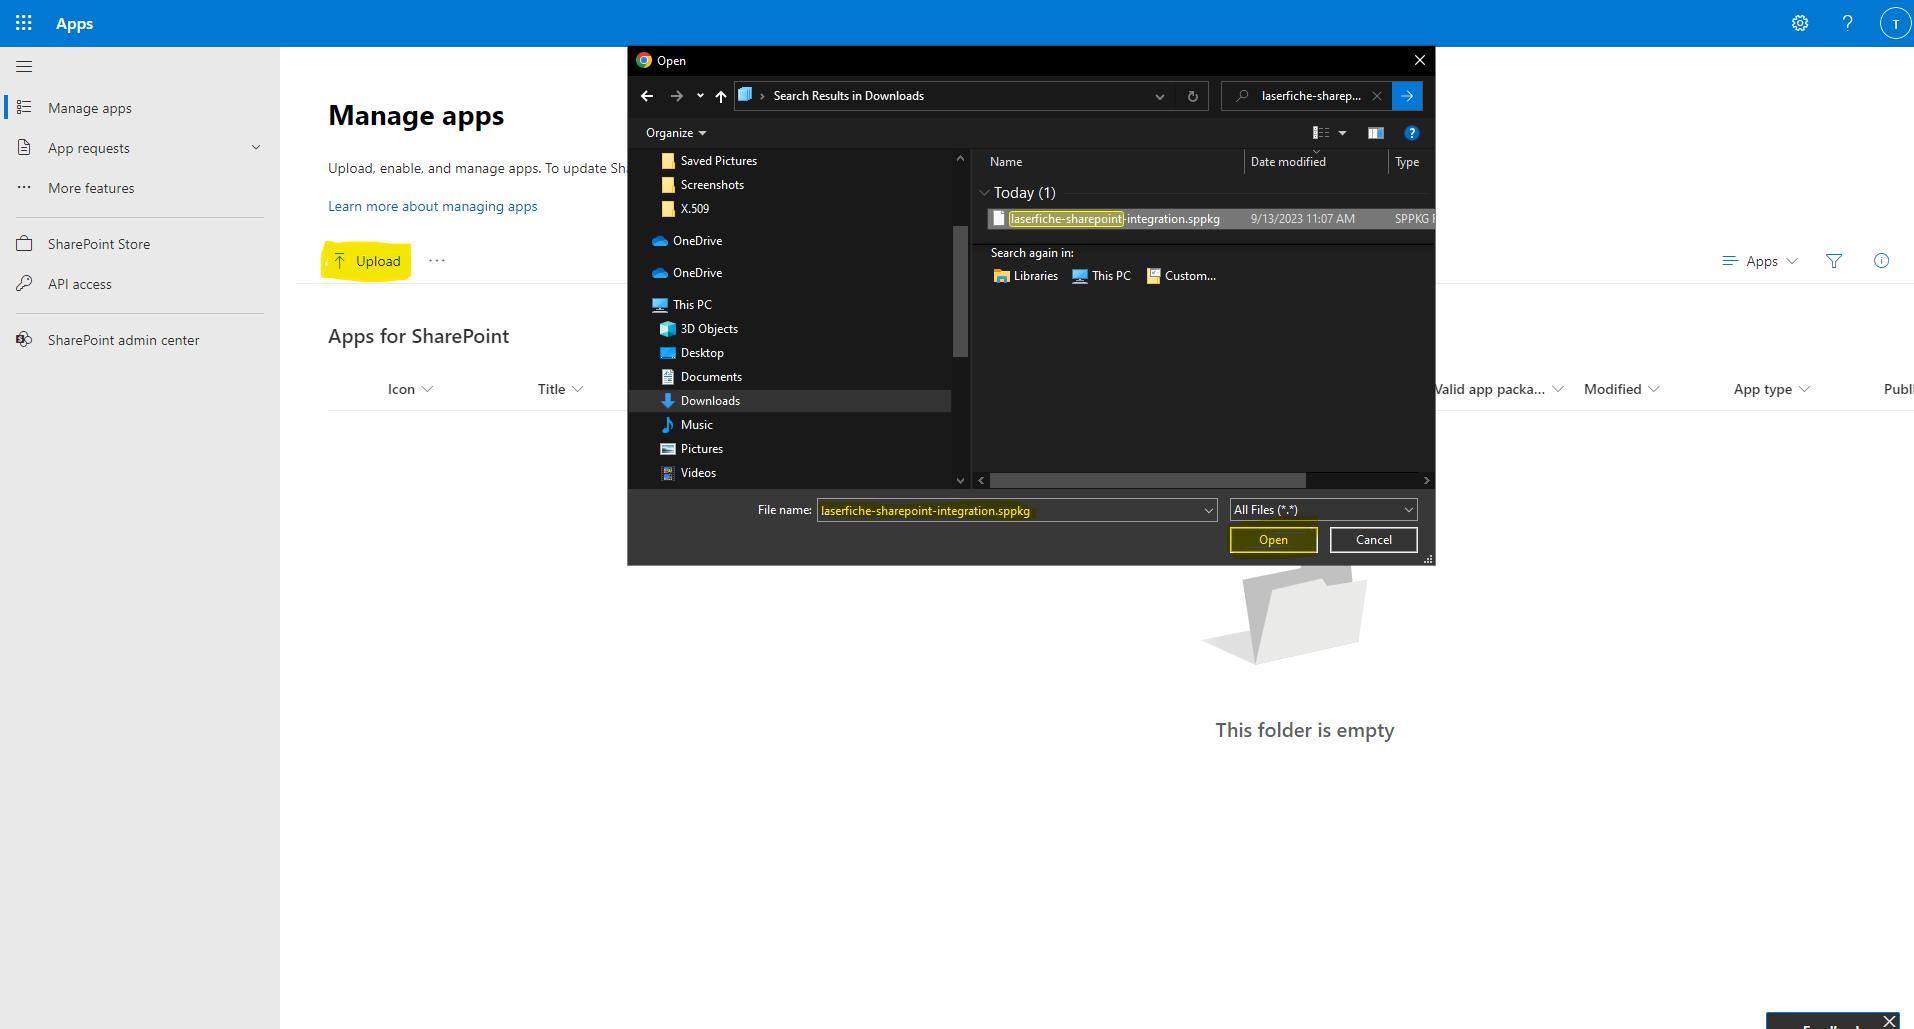 Apps
T
Manage apps
App requests
More features
SharePoint Store
API access
SharePoint admin center
Manage apps
Upload, enable, and manage apps. To update Sh
Learn more about managing apps
Upload
Apps
Apps for SharePoint
Icon
Title
Valid app packa...
Modified
App type
Publi
Open
Search Results in Downloads
laserfiche-sharep...
Organize
Saved Pictures
Screenshots
X.509
OneDrive
OneDrive
This PC
3D Objects
Desktop
Documents
Downloads
Music
Pictures
Videos
Name
Date modified
Type
Today (1)
laserfiche-sharepoint-integration.sppkg
9/13/2023 11:07 AM
SPPKG F
Search again in:
Libraries
This PC
Custom...
File name:
laserfiche-sharepoint-integration.sppkg
All Files (*.*)
Open
Cancel
This folder is empty